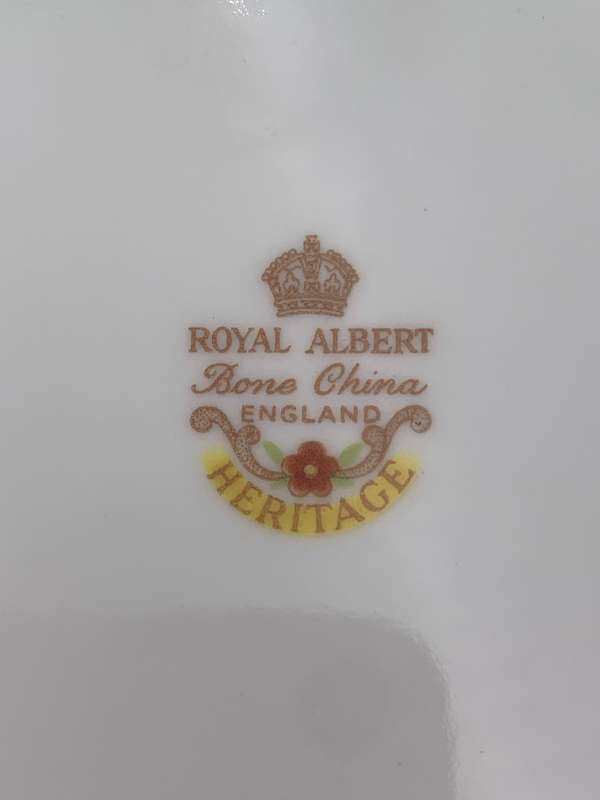 ROYAL ALBERT
Bone China
ENGLAND
HERITAGE